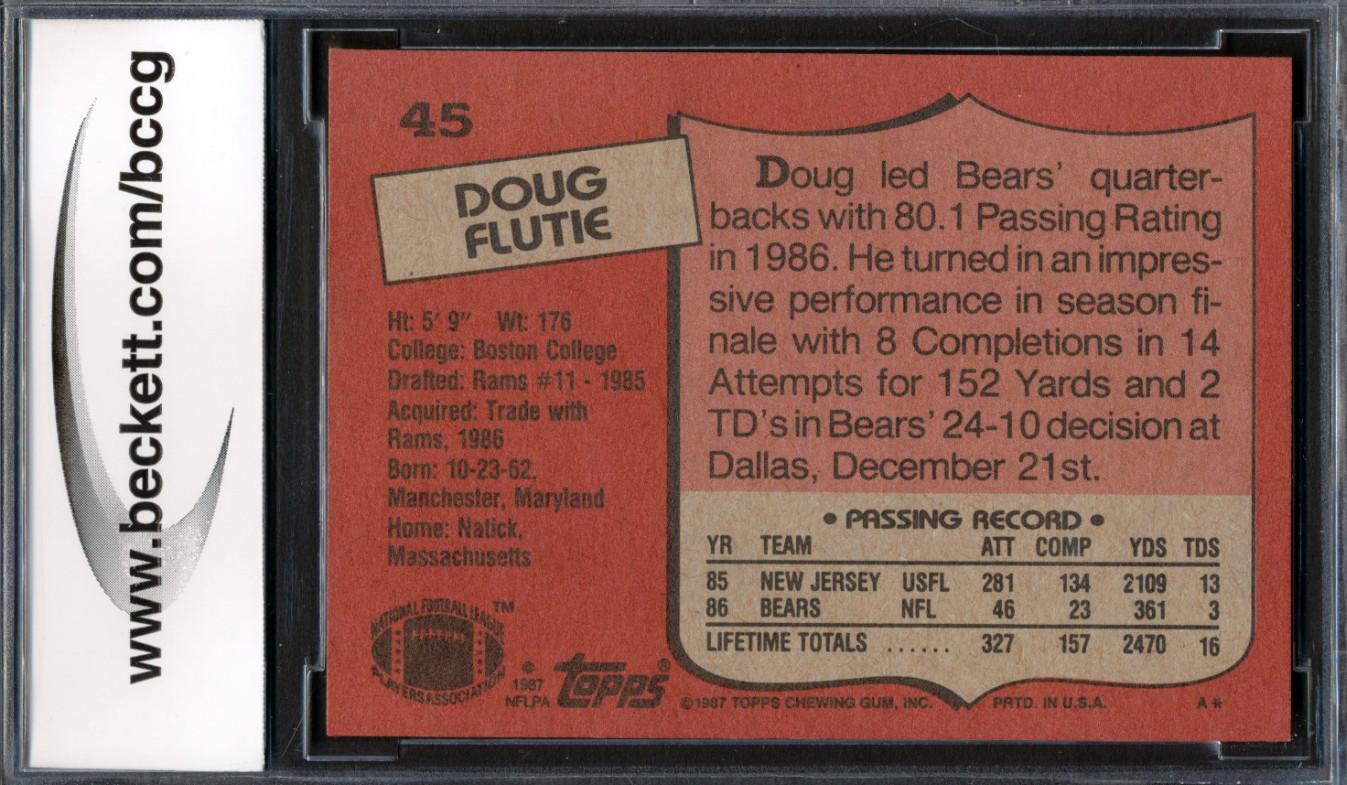 www.beckett.com/bccg
45
DOUG
FLUTIE
Ht: 5' 9" Wt: 176
College: Boston College
Drafted: Rams #11 - 1985
Acquired: Trade with
Rams, 1986
Born: 10-23-62,
Manchester, Maryland
Home: Natick,
Massachusetts
NATIONAL FOOTBALL LEAGUE TM
PLAYERS ASSOCIATION
©
1987
NFLPA
Topps®
Doug led Bears' quarter-
backs with 80.1 Passing Rating
in 1986. He turned in an impres-
sive performance in season fi-
nale with 8 Completions in 14
Attempts for 152 Yards and 2
TD's in Bears' 24-10 decision at
Dallas, December 21st.
• PASSING RECORD •
YR TEAM ATT COMP YDS TDS
85 NEW JERSEY USFL 281 134 2109 13
86 BEARS NFL 46 23 361 3
LIFETIME TOTALS ...... 327 157 2470 16
©1987 TOPPS CHEWING GUM, INC. PRTD. IN U.S.A. A*